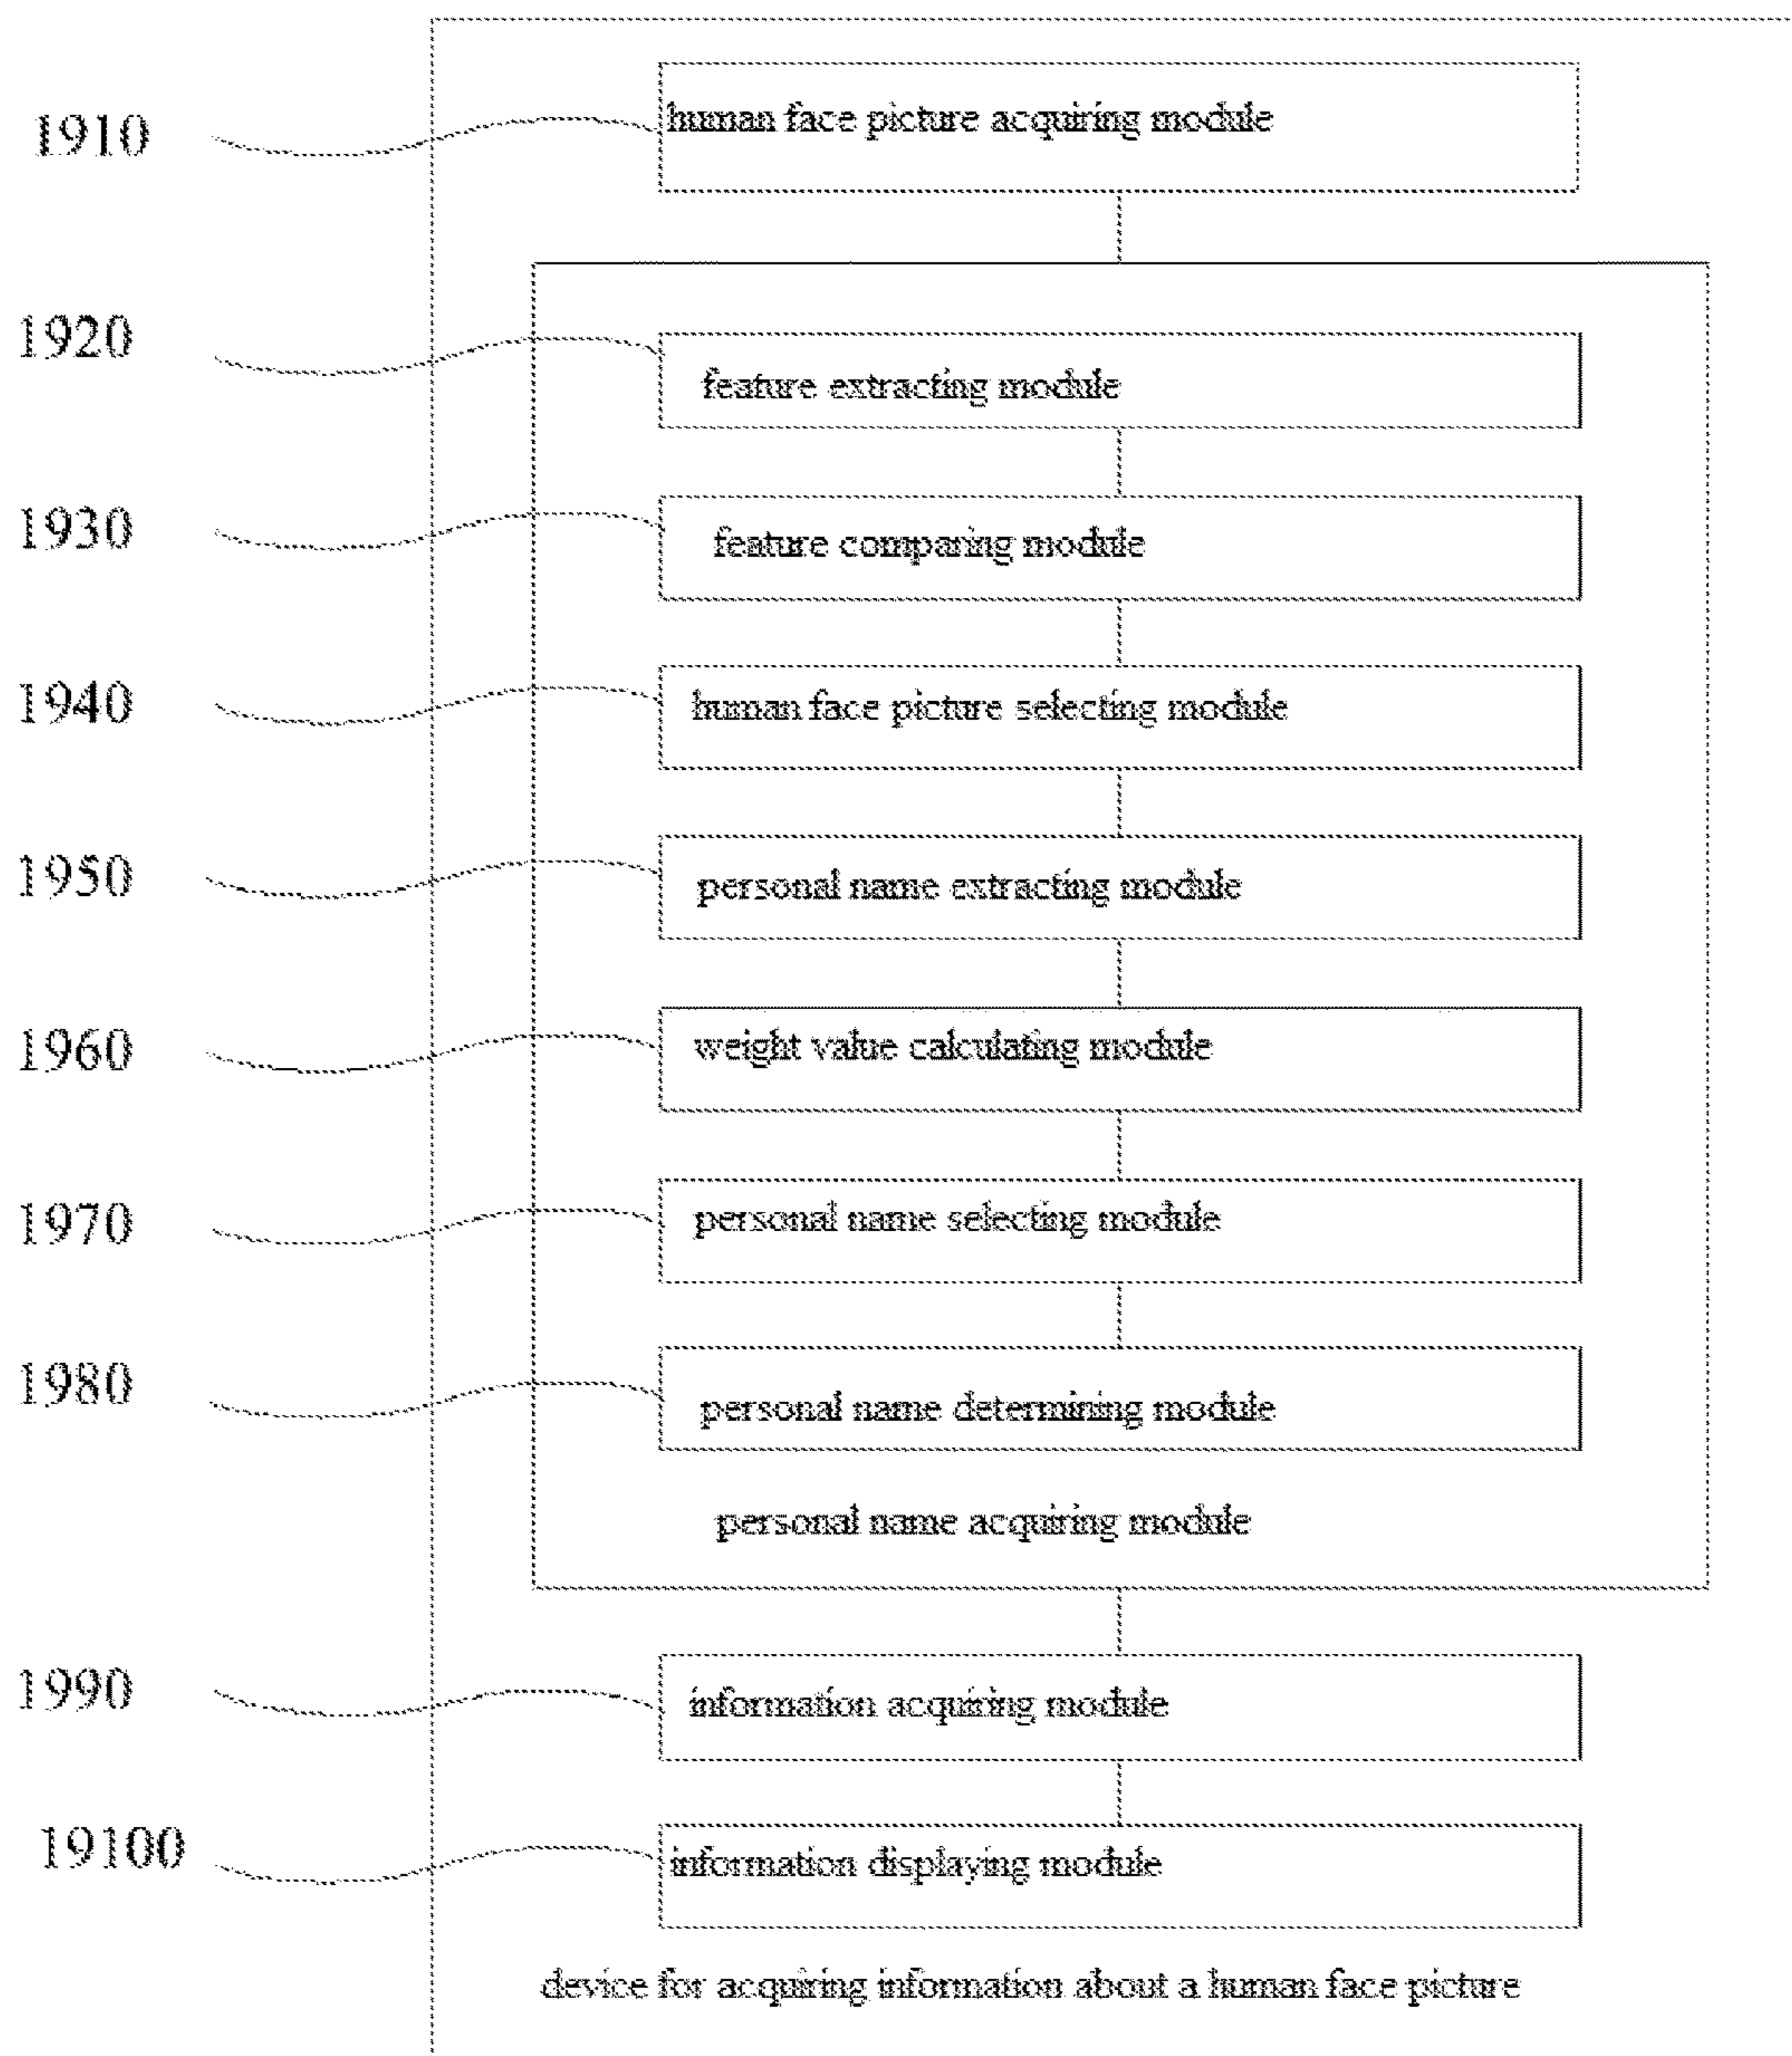 1910 human face picture acquiring module
1920 feature extracting module
1930 feature comparing module
1940 human face picture selecting module
1950 personal name extracting module
1960 weight value calculating module
1970 personal name selecting module
1980 personal name determining module
personal name acquiring module
1990 information acquiring module
19100 information displaying module
device for acquiring information about a human face picture